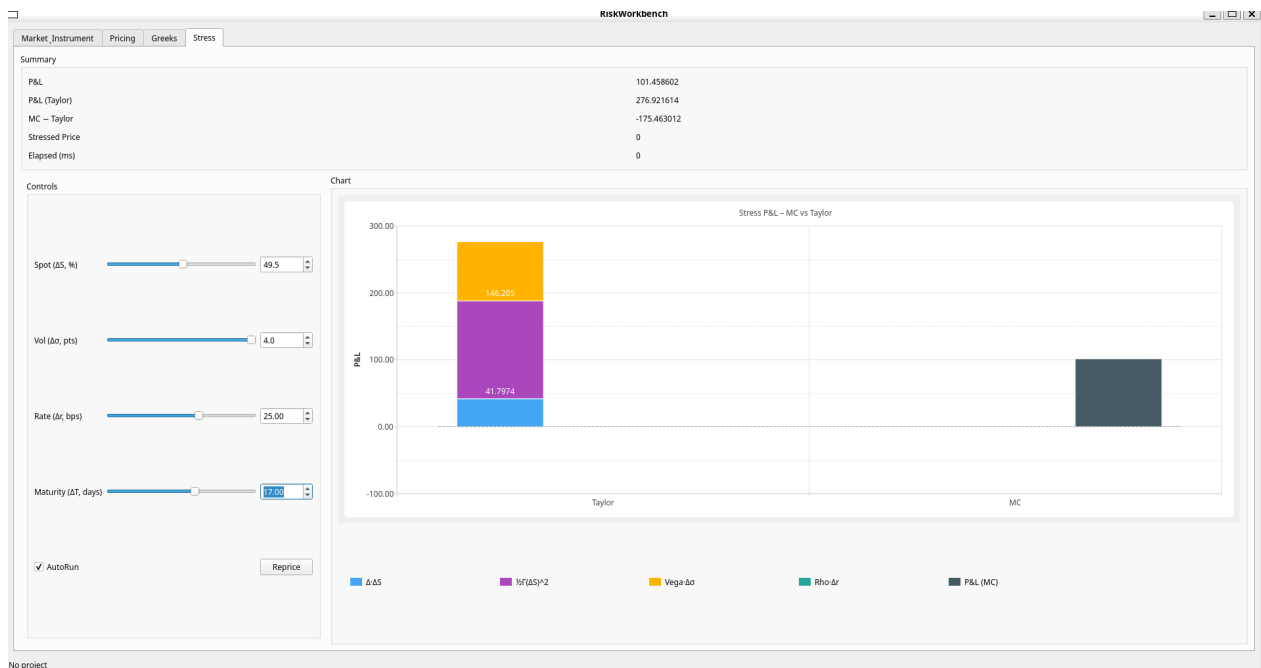 RiskWorkbench
Market_Instrument Pricing Greeks Stress
Summary
P&L 101.458602
P&L (Taylor) 276.921614
MC − Taylor -175.463012
Stressed Price 0
Elapsed (ms) 0
Controls
Spot (ΔS, %) 49.5
Vol (Δσ, pts) 4.0
Rate (Δr, bps) 25.00
Maturity (ΔT, days) 17.00
AutoRun Reprice
Chart
Stress P&L – MC vs Taylor
300.00
200.00
100.00
0.00
-100.00
P&L
146.205
41.7974
Taylor MC
Δ·ΔS ½Γ(ΔS)^2 Vega·Δσ Rho·Δr P&L (MC)
No project